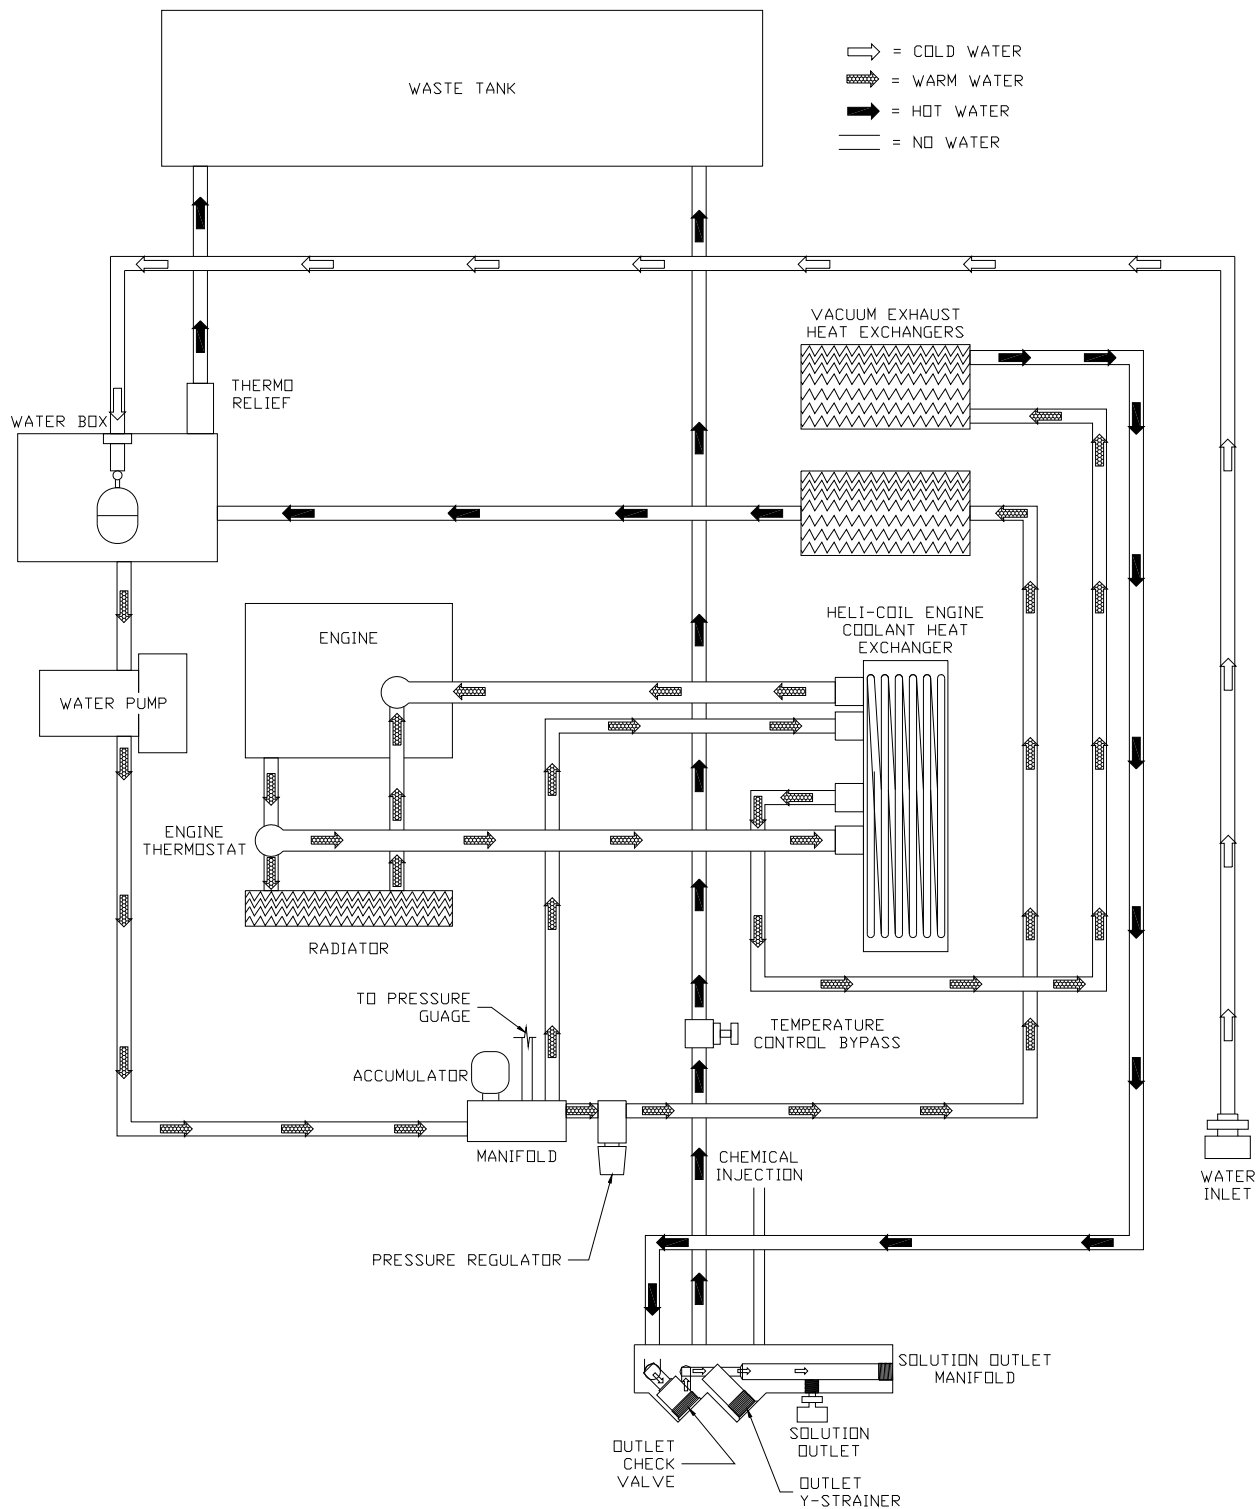 WASTE TANK
= COLD WATER
= WARM WATER
= HOT WATER
= NO WATER
VACUUM EXHAUST
HEAT EXCHANGERS
THERMO
RELIEF
WATER BOX
HELI-COIL ENGINE
COOLANT HEAT
EXCHANGER
ENGINE
WATER PUMP
ENGINE
THERMOSTAT
RADIATOR
TO PRESSURE
GUAGE
TEMPERATURE
CONTROL BYPASS
ACCUMULATOR
MANIFOLD
CHEMICAL
INJECTION
WATER
INLET
PRESSURE REGULATOR
SOLUTION OUTLET
MANIFOLD
SOLUTION
OUTLET
OUTLET
CHECK
VALVE
OUTLET
Y-STRAINER